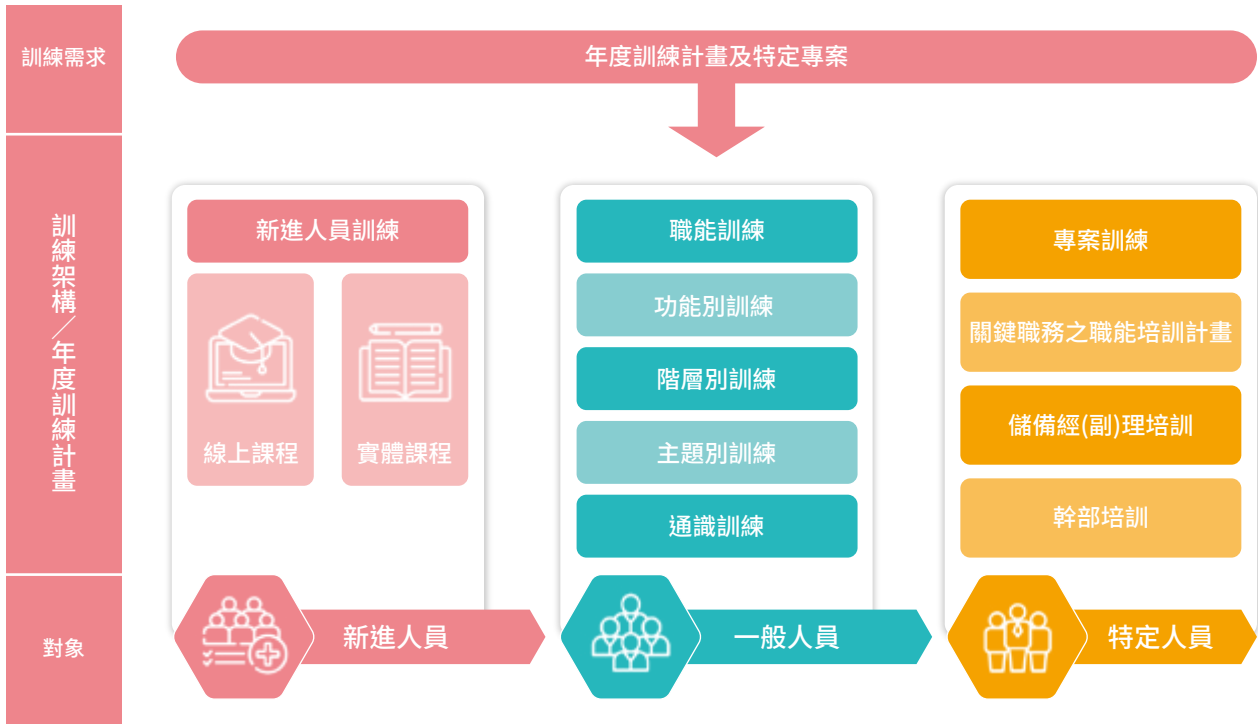 訓練需求
年度訓練計畫及特定專案
訓練架構／年度訓練計畫
新進人員訓練
線上課程
實體課程
職能訓練
功能別訓練
階層別訓練
主題別訓練
通識訓練
專案訓練
關鍵職務之職能培訓計畫
儲備經(副)理培訓
幹部培訓
對象
新進人員
一般人員
特定人員